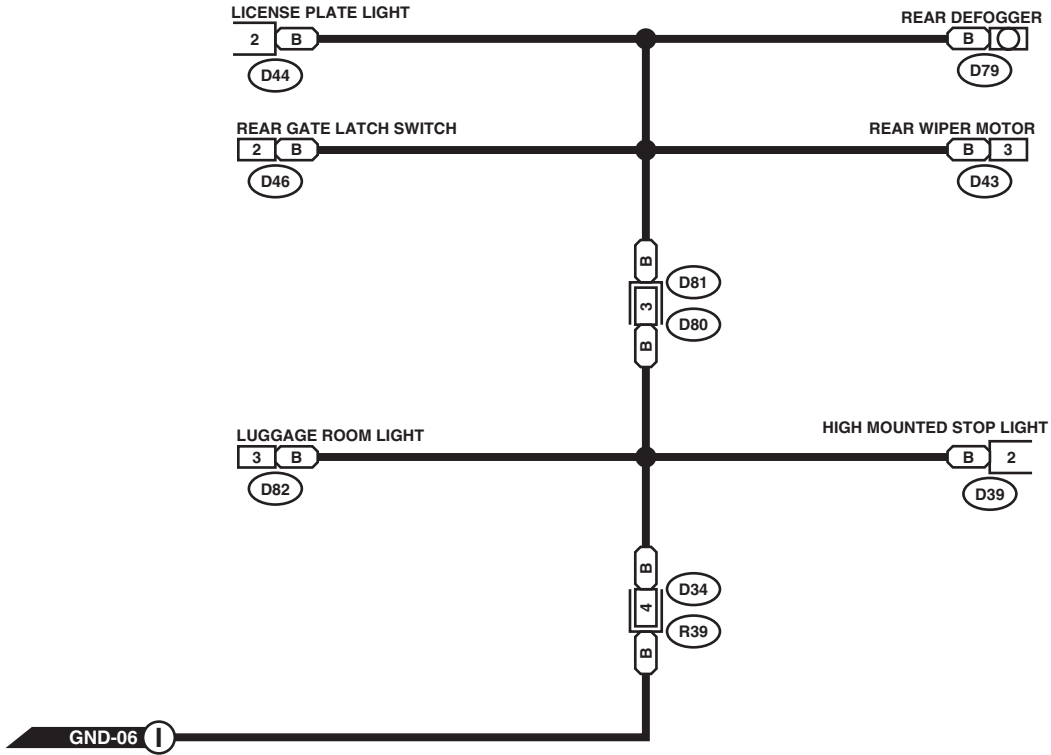 LICENSE PLATE LIGHT
2 B
D44
REAR DEFOGGER
B
D79
REAR GATE LATCH SWITCH
2 B
D46
REAR WIPER MOTOR
B 3
D43
B
D81
3
D80
B
LUGGAGE ROOM LIGHT
3 B
D82
HIGH MOUNTED STOP LIGHT
B 2
D39
B
D34
4
R39
B
GND-06 I